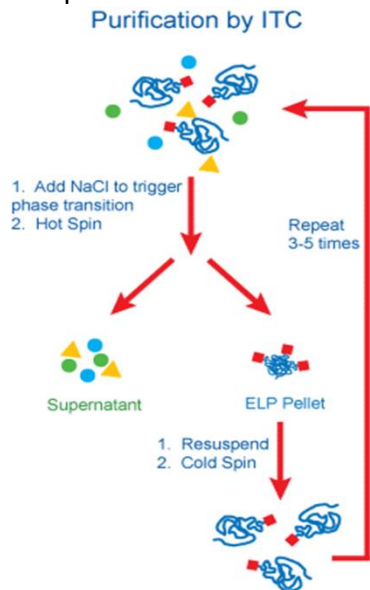 Purification by ITC
1. Add NaCl to trigger
phase transition
2. Hot Spin
Repeat
3-5 times
Supernatant
ELP Pellet
1. Resuspend
2. Cold Spin